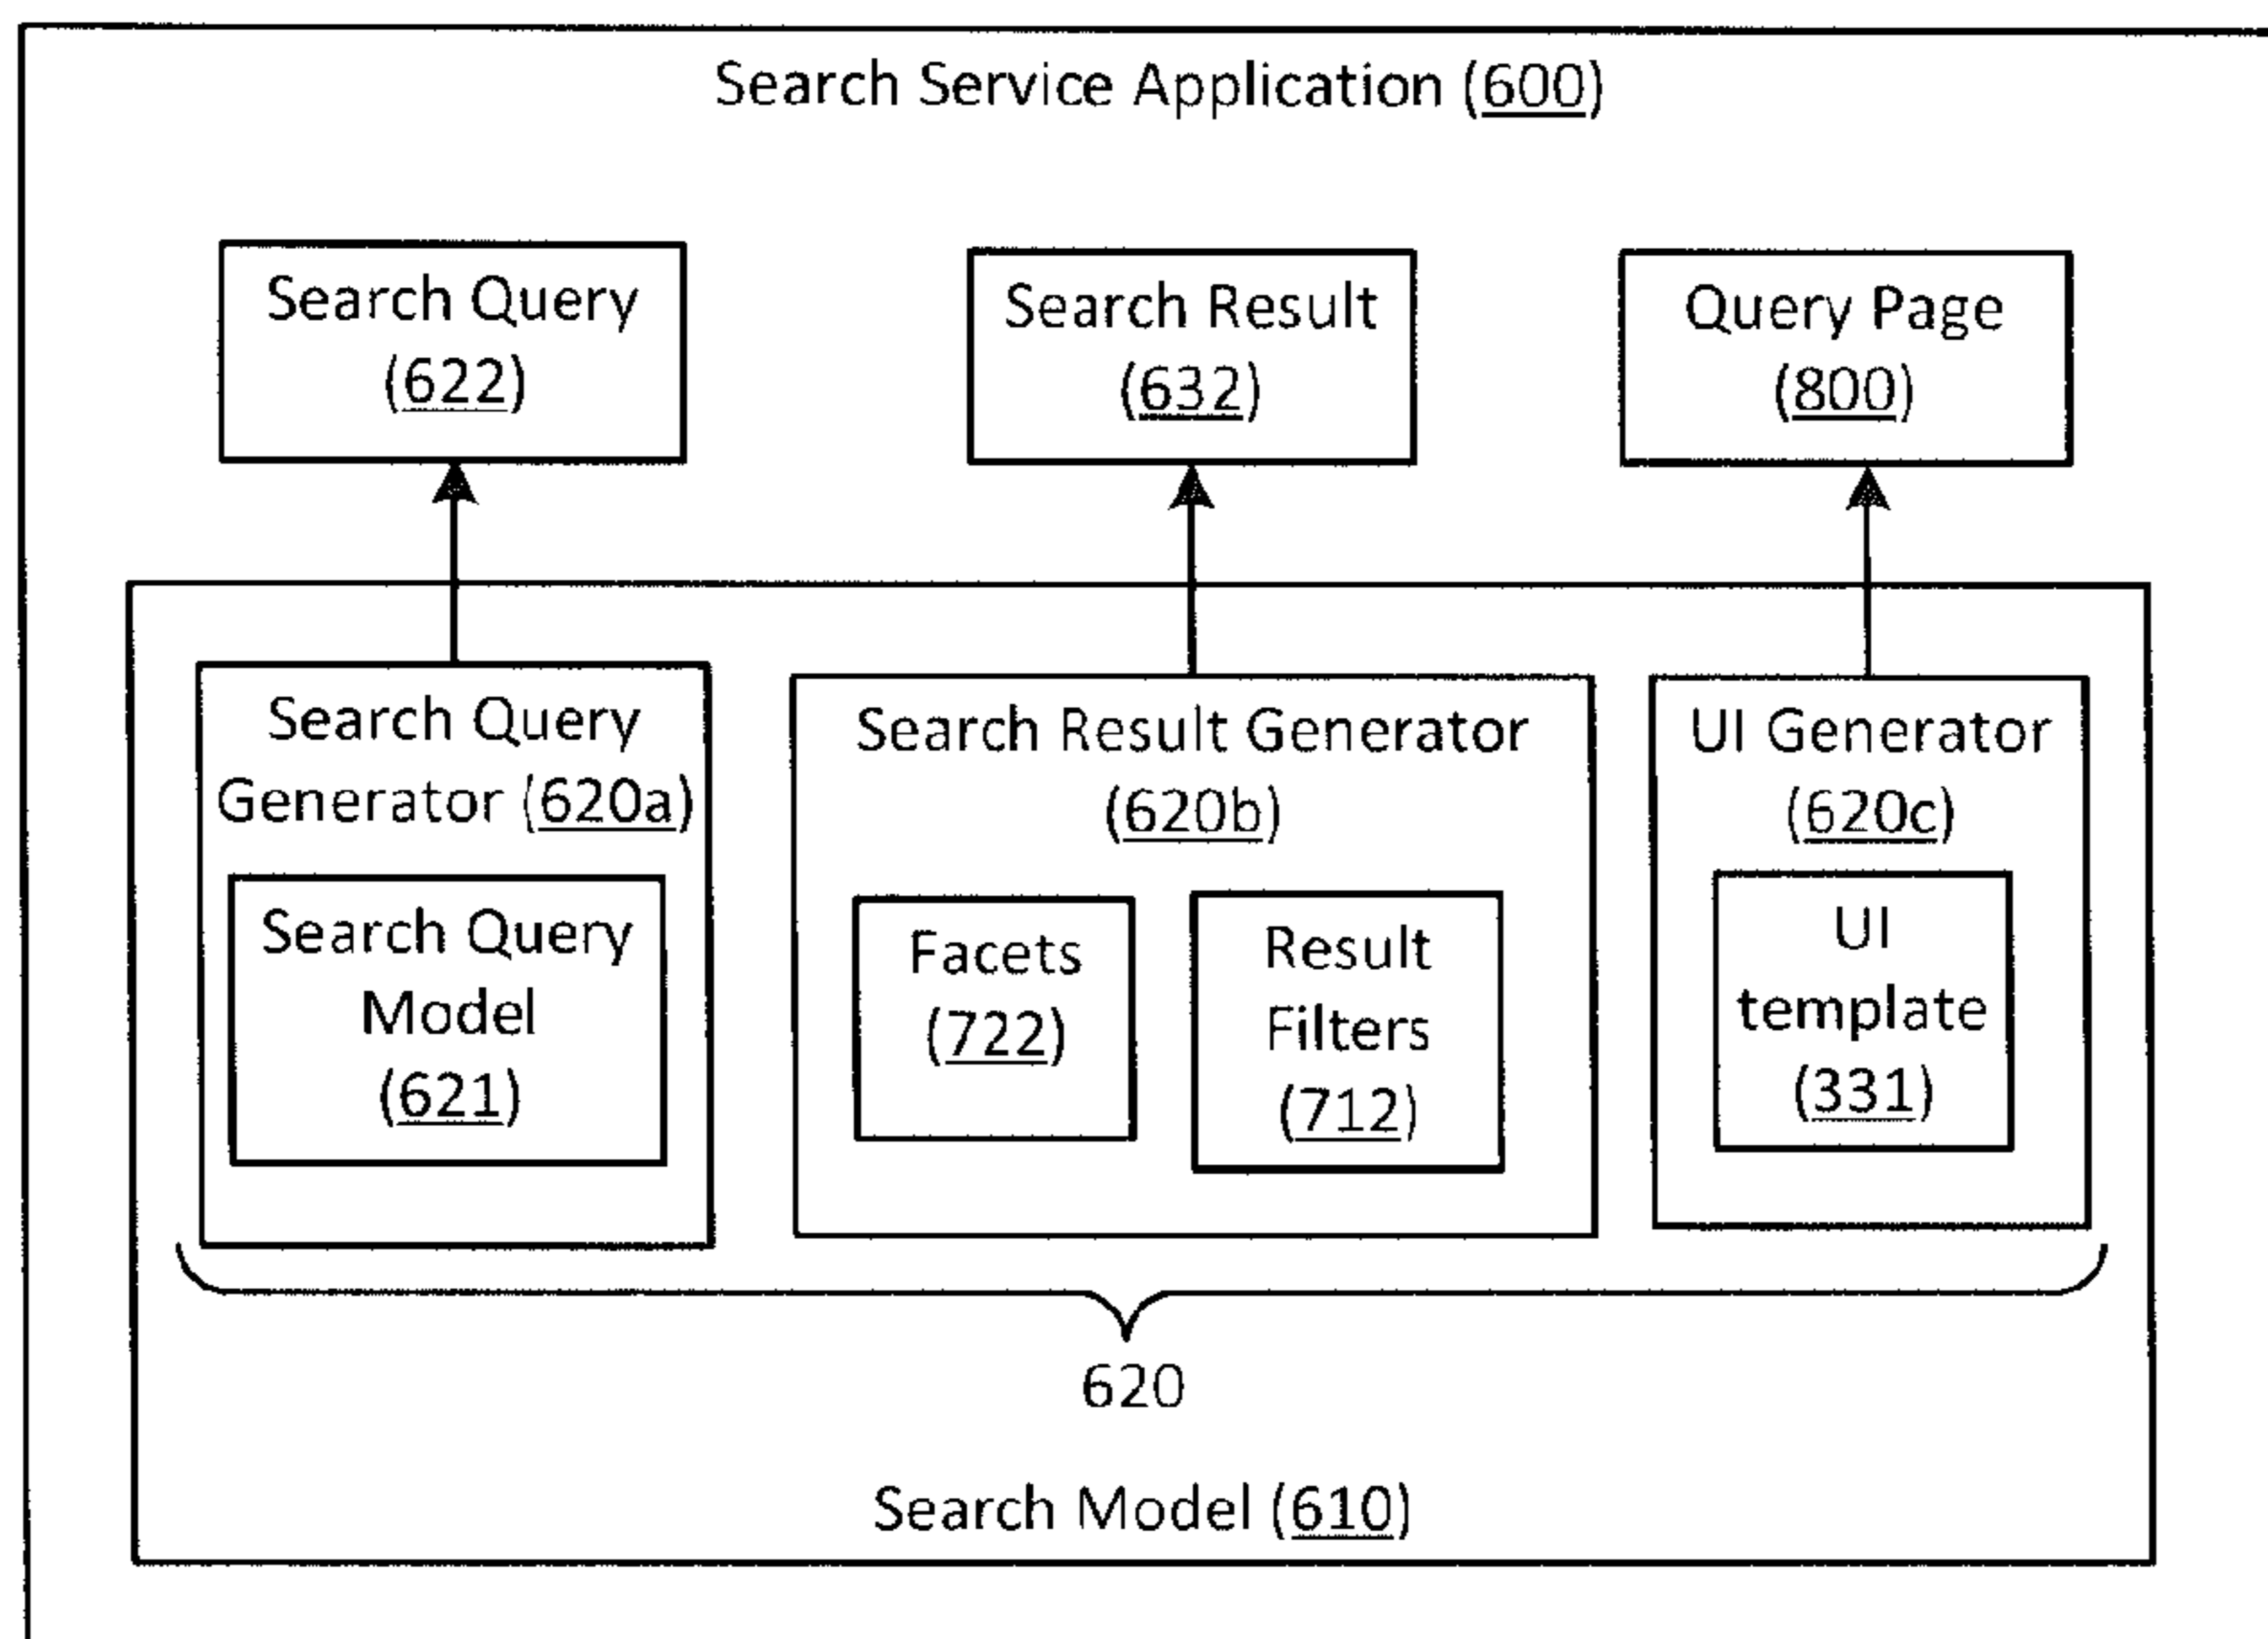 Search Service Application (600)
Search Query
(622)
Search Result
(632)
Query Page
(800)
Search Query
Generator (620a)
Search Query
Model
(621)
Search Result Generator
(620b)
Facets
(722)
Result
Filters
(712)
UI Generator
(620c)
UI
template
(331)
620
Search Model (610)